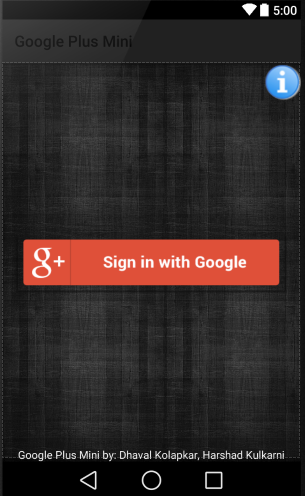 5:00
Google Plus Mini
i
g+
Sign in with Google
Google Plus Mini by: Dhaval Kolapkar, Harshad Kulkarni